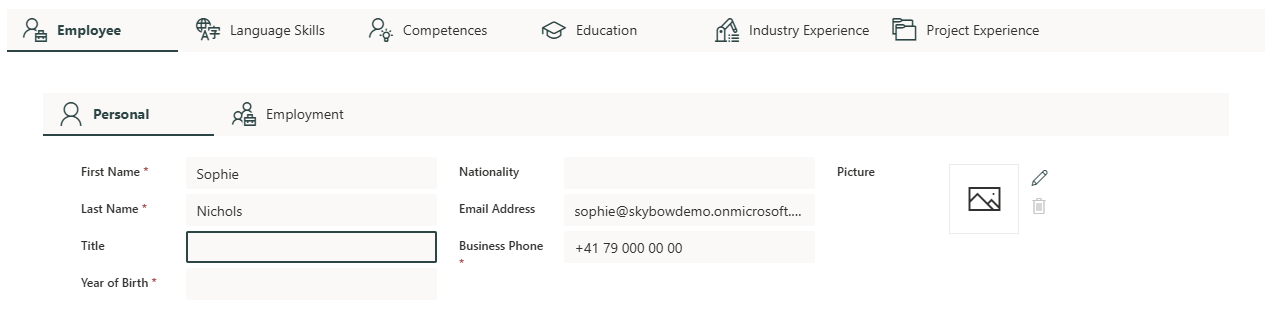 Employee Language Skills Competences Education Industry Experience Project Experience
Personal Employment
First Name * Sophie Nationality Picture
Last Name * Nichols Email Address sophie@skybowdemo.onmicrosoft....
Title Business Phone * +41 79 000 00 00
Year of Birth *